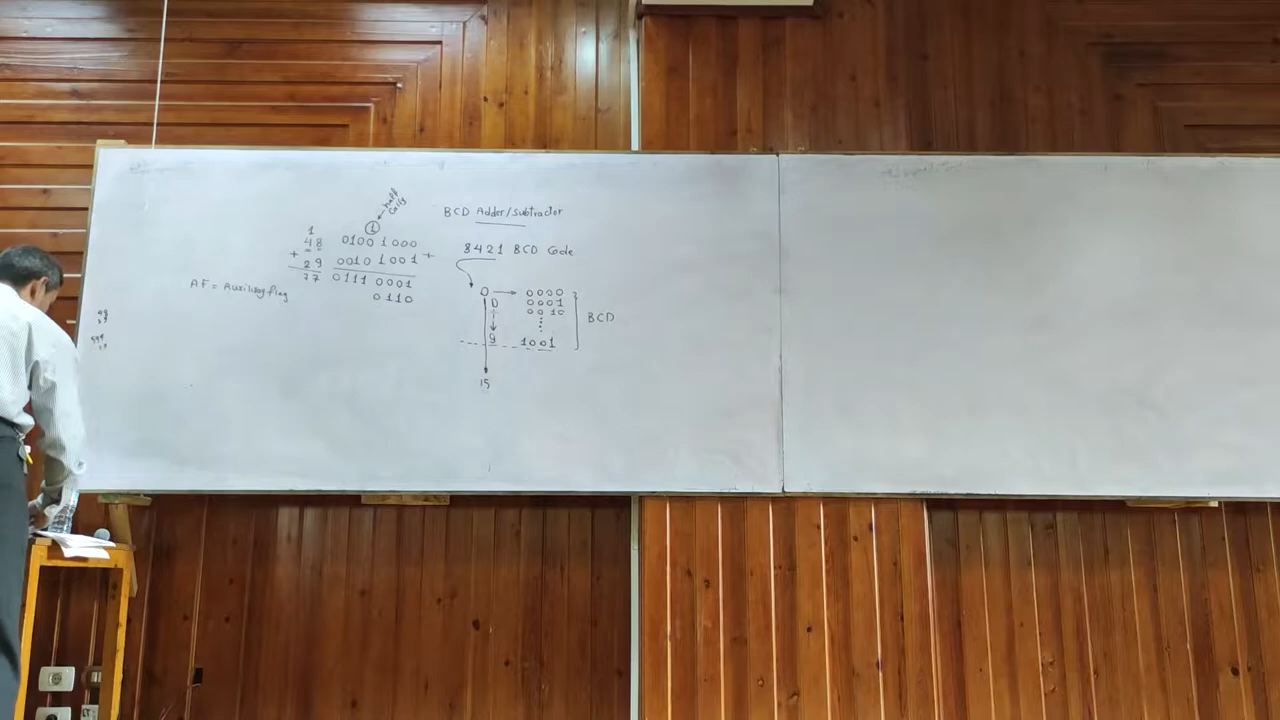 BCD Adder/subtractor
half
Carry
1
1
48 0100 1000
+ 29 0010 1001 +
77 0111 0001
0110
AF = Auxiliary flag
8421 BCD Code
0 0000
0 0001
0010
BCD
9 1001
15